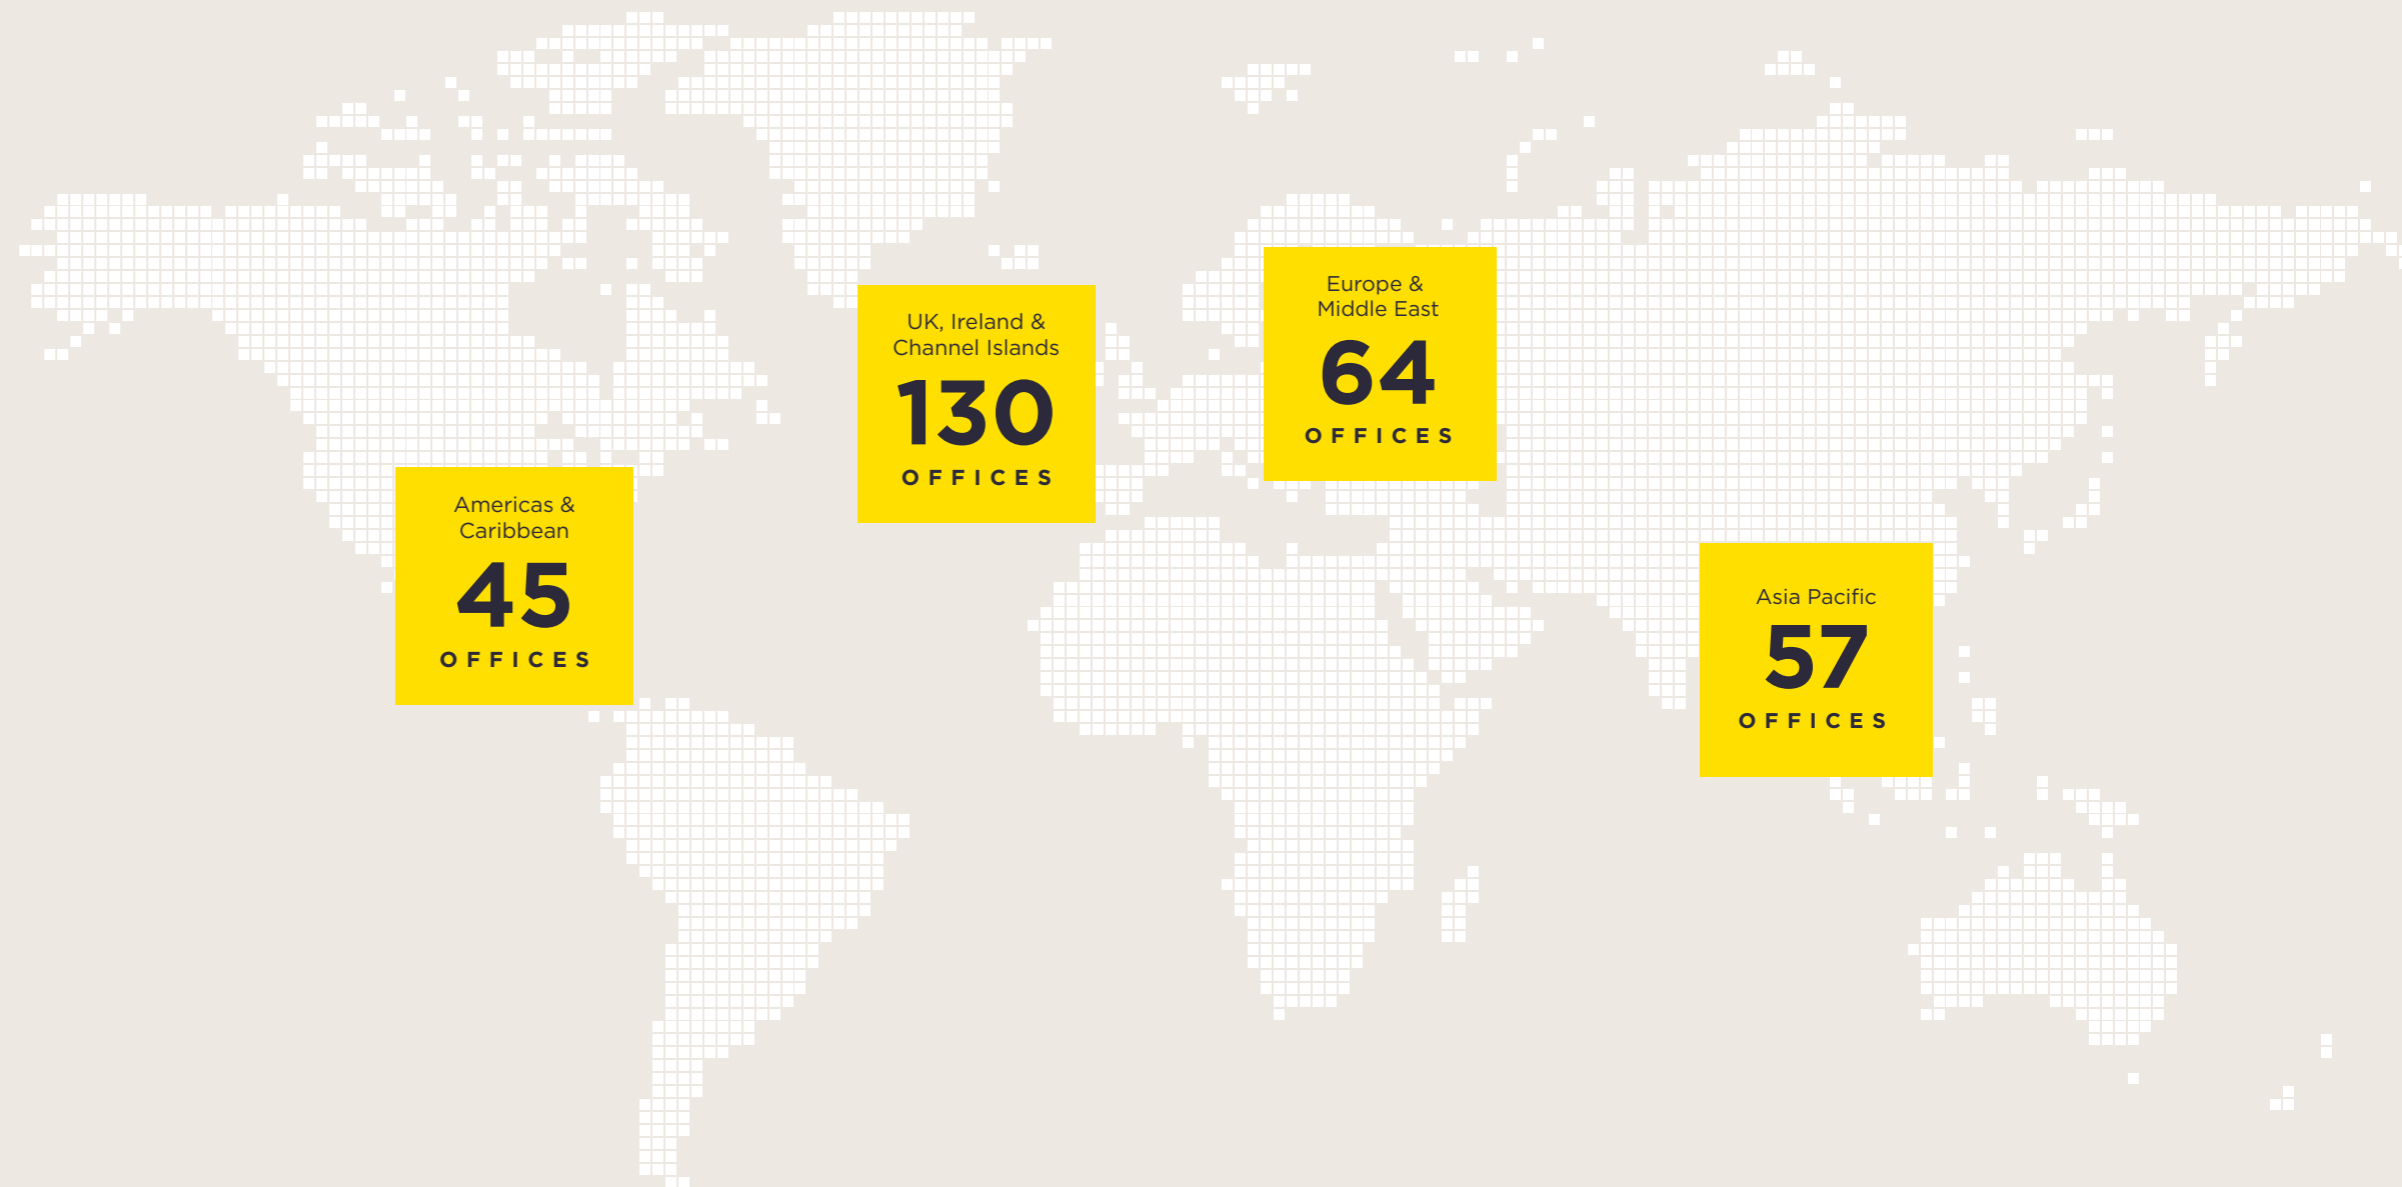 UK, Ireland &
Channel Islands
130
OFFICES
Europe &
Middle East
64
OFFICES
Americas &
Caribbean
45
OFFICES
Asia Pacific
57
OFFICES